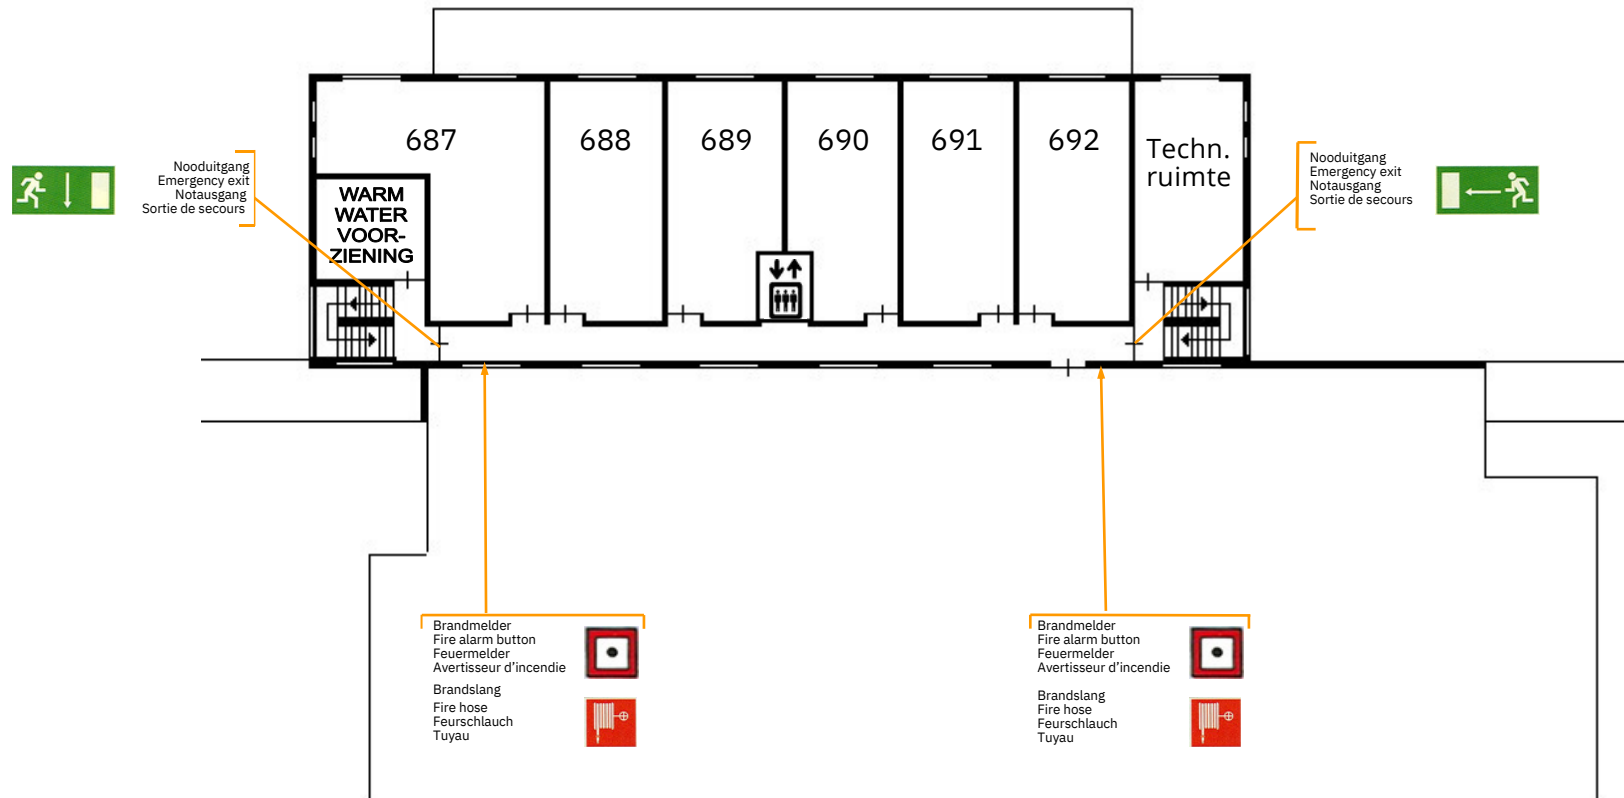 687
688
689
690
691
692
Techn.
ruimte
WARM
WATER
VOOR-
ZIENING
Nooduitgang
Emergency exit
Notausgang
Sortie de secours
Nooduitgang
Emergency exit
Notausgang
Sortie de secours
Brandmelder
Fire alarm button
Feuermelder
Avertisseur d’incendie
Brandslang
Fire hose
Feurschlauch
Tuyau
Brandmelder
Fire alarm button
Feuermelder
Avertisseur d’incendie
Brandslang
Fire hose
Feurschlauch
Tuyau